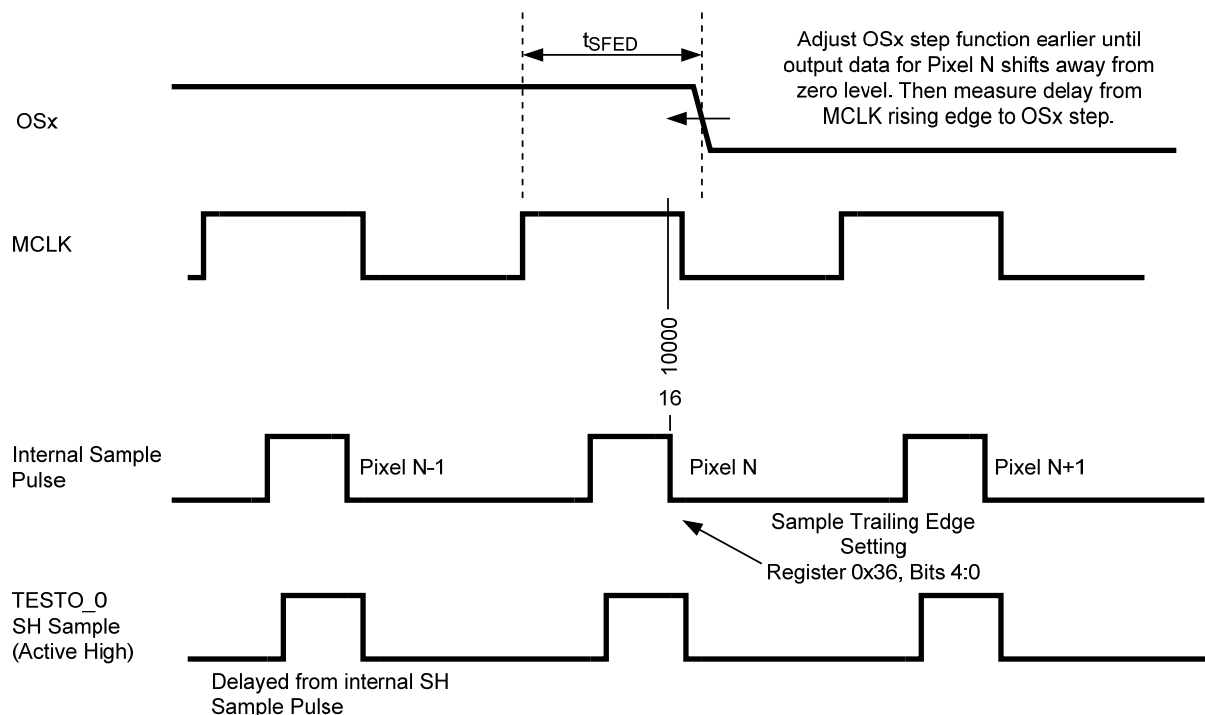 tSFED
Adjust OSx step function earlier until
output data for Pixel N shifts away from
zero level. Then measure delay from
MCLK rising edge to OSx step.
OSx
MCLK
10000
16
Internal Sample
Pulse
Pixel N-1
Pixel N
Pixel N+1
Sample Trailing Edge
Setting
Register 0x36, Bits 4:0
TESTO_0
SH Sample
(Active High)
Delayed from internal SH
Sample Pulse